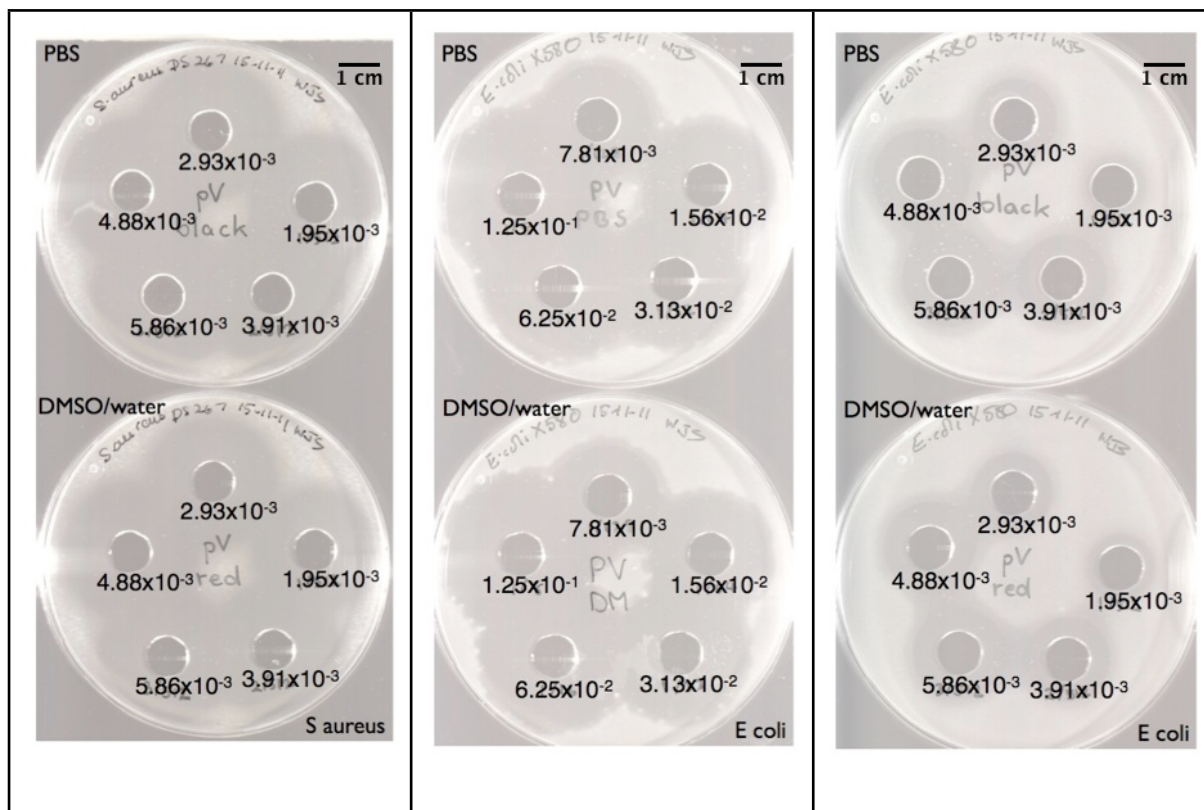 PBS
1 cm
S. aureus DS 267 15-11-11 WJS
2.93x10-3
4.88x10-3
pV
black
1.95x10-3
5.86x10-3
3.91x10-3
DMSO/water
S aureus DS 267 15-11-11 WJS
2.93x10-3
4.88x10-3
pV
red
1.95x10-3
5.86x10-3
3.91x10-3
S aureus
PBS
1 cm
E-coli X580 15-11-11 WJS
7.81x10-3
1.25x10-1
PV
PBS
1.56x10-2
6.25x10-2
3.13x10-2
DMSO/water
E-coli X580 15-11-11 WJS
7.81x10-3
1.25x10-1
PV
DM
1.56x10-2
6.25x10-2
3.13x10-2
E coli
PBS
1 cm
E-coli X580 15-11-11 WJS
2.93x10-3
4.88x10-3
pV
black
1.95x10-3
5.86x10-3
3.91x10-3
DMSO/water
E-coli X580 15-11-11 WJS
2.93x10-3
4.88x10-3
pV
red
1.95x10-3
5.86x10-3
3.91x10-3
E coli